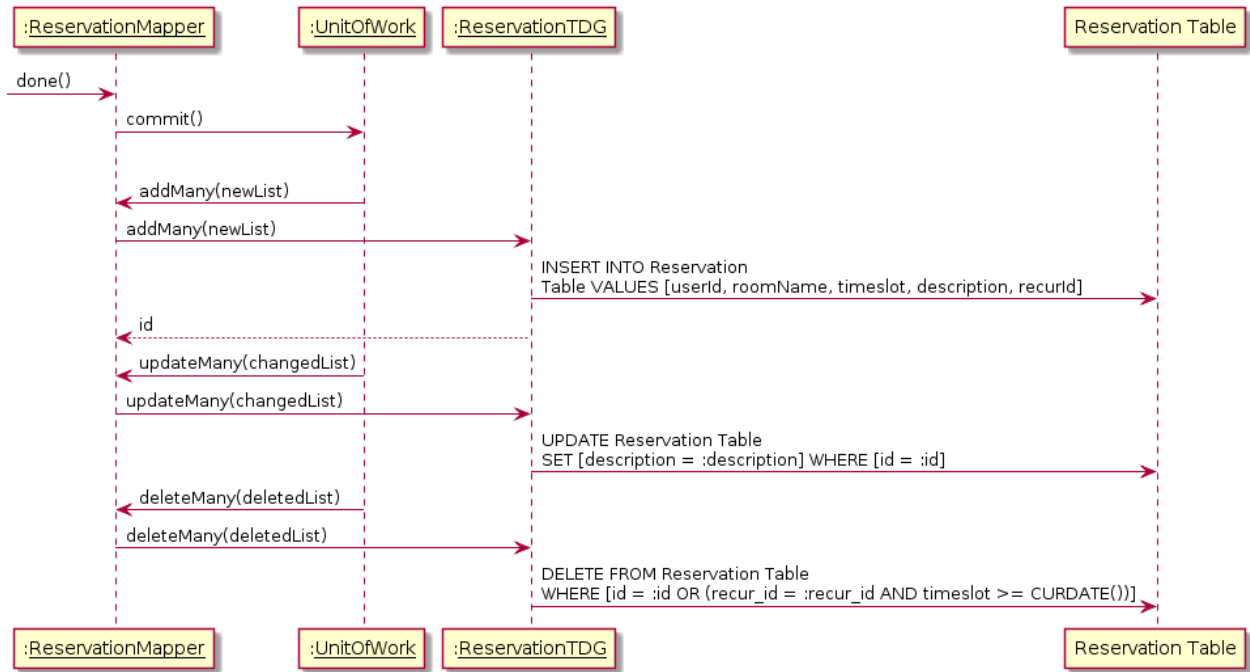 :ReservationMapper
:UnitOfWork
:ReservationTDG
Reservation Table
done()
commit()
addMany(newList)
addMany(newList)
INSERT INTO Reservation
Table VALUES [userId, roomName, timeslot, description, recurId]
id
updateMany(changedList)
updateMany(changedList)
UPDATE Reservation Table
SET [description = :description] WHERE [id = :id]
deleteMany(deletedList)
deleteMany(deletedList)
DELETE FROM Reservation Table
WHERE [id = :id OR (recur_id = :recur_id AND timeslot >= CURDATE())]
:ReservationMapper
:UnitOfWork
:ReservationTDG
Reservation Table